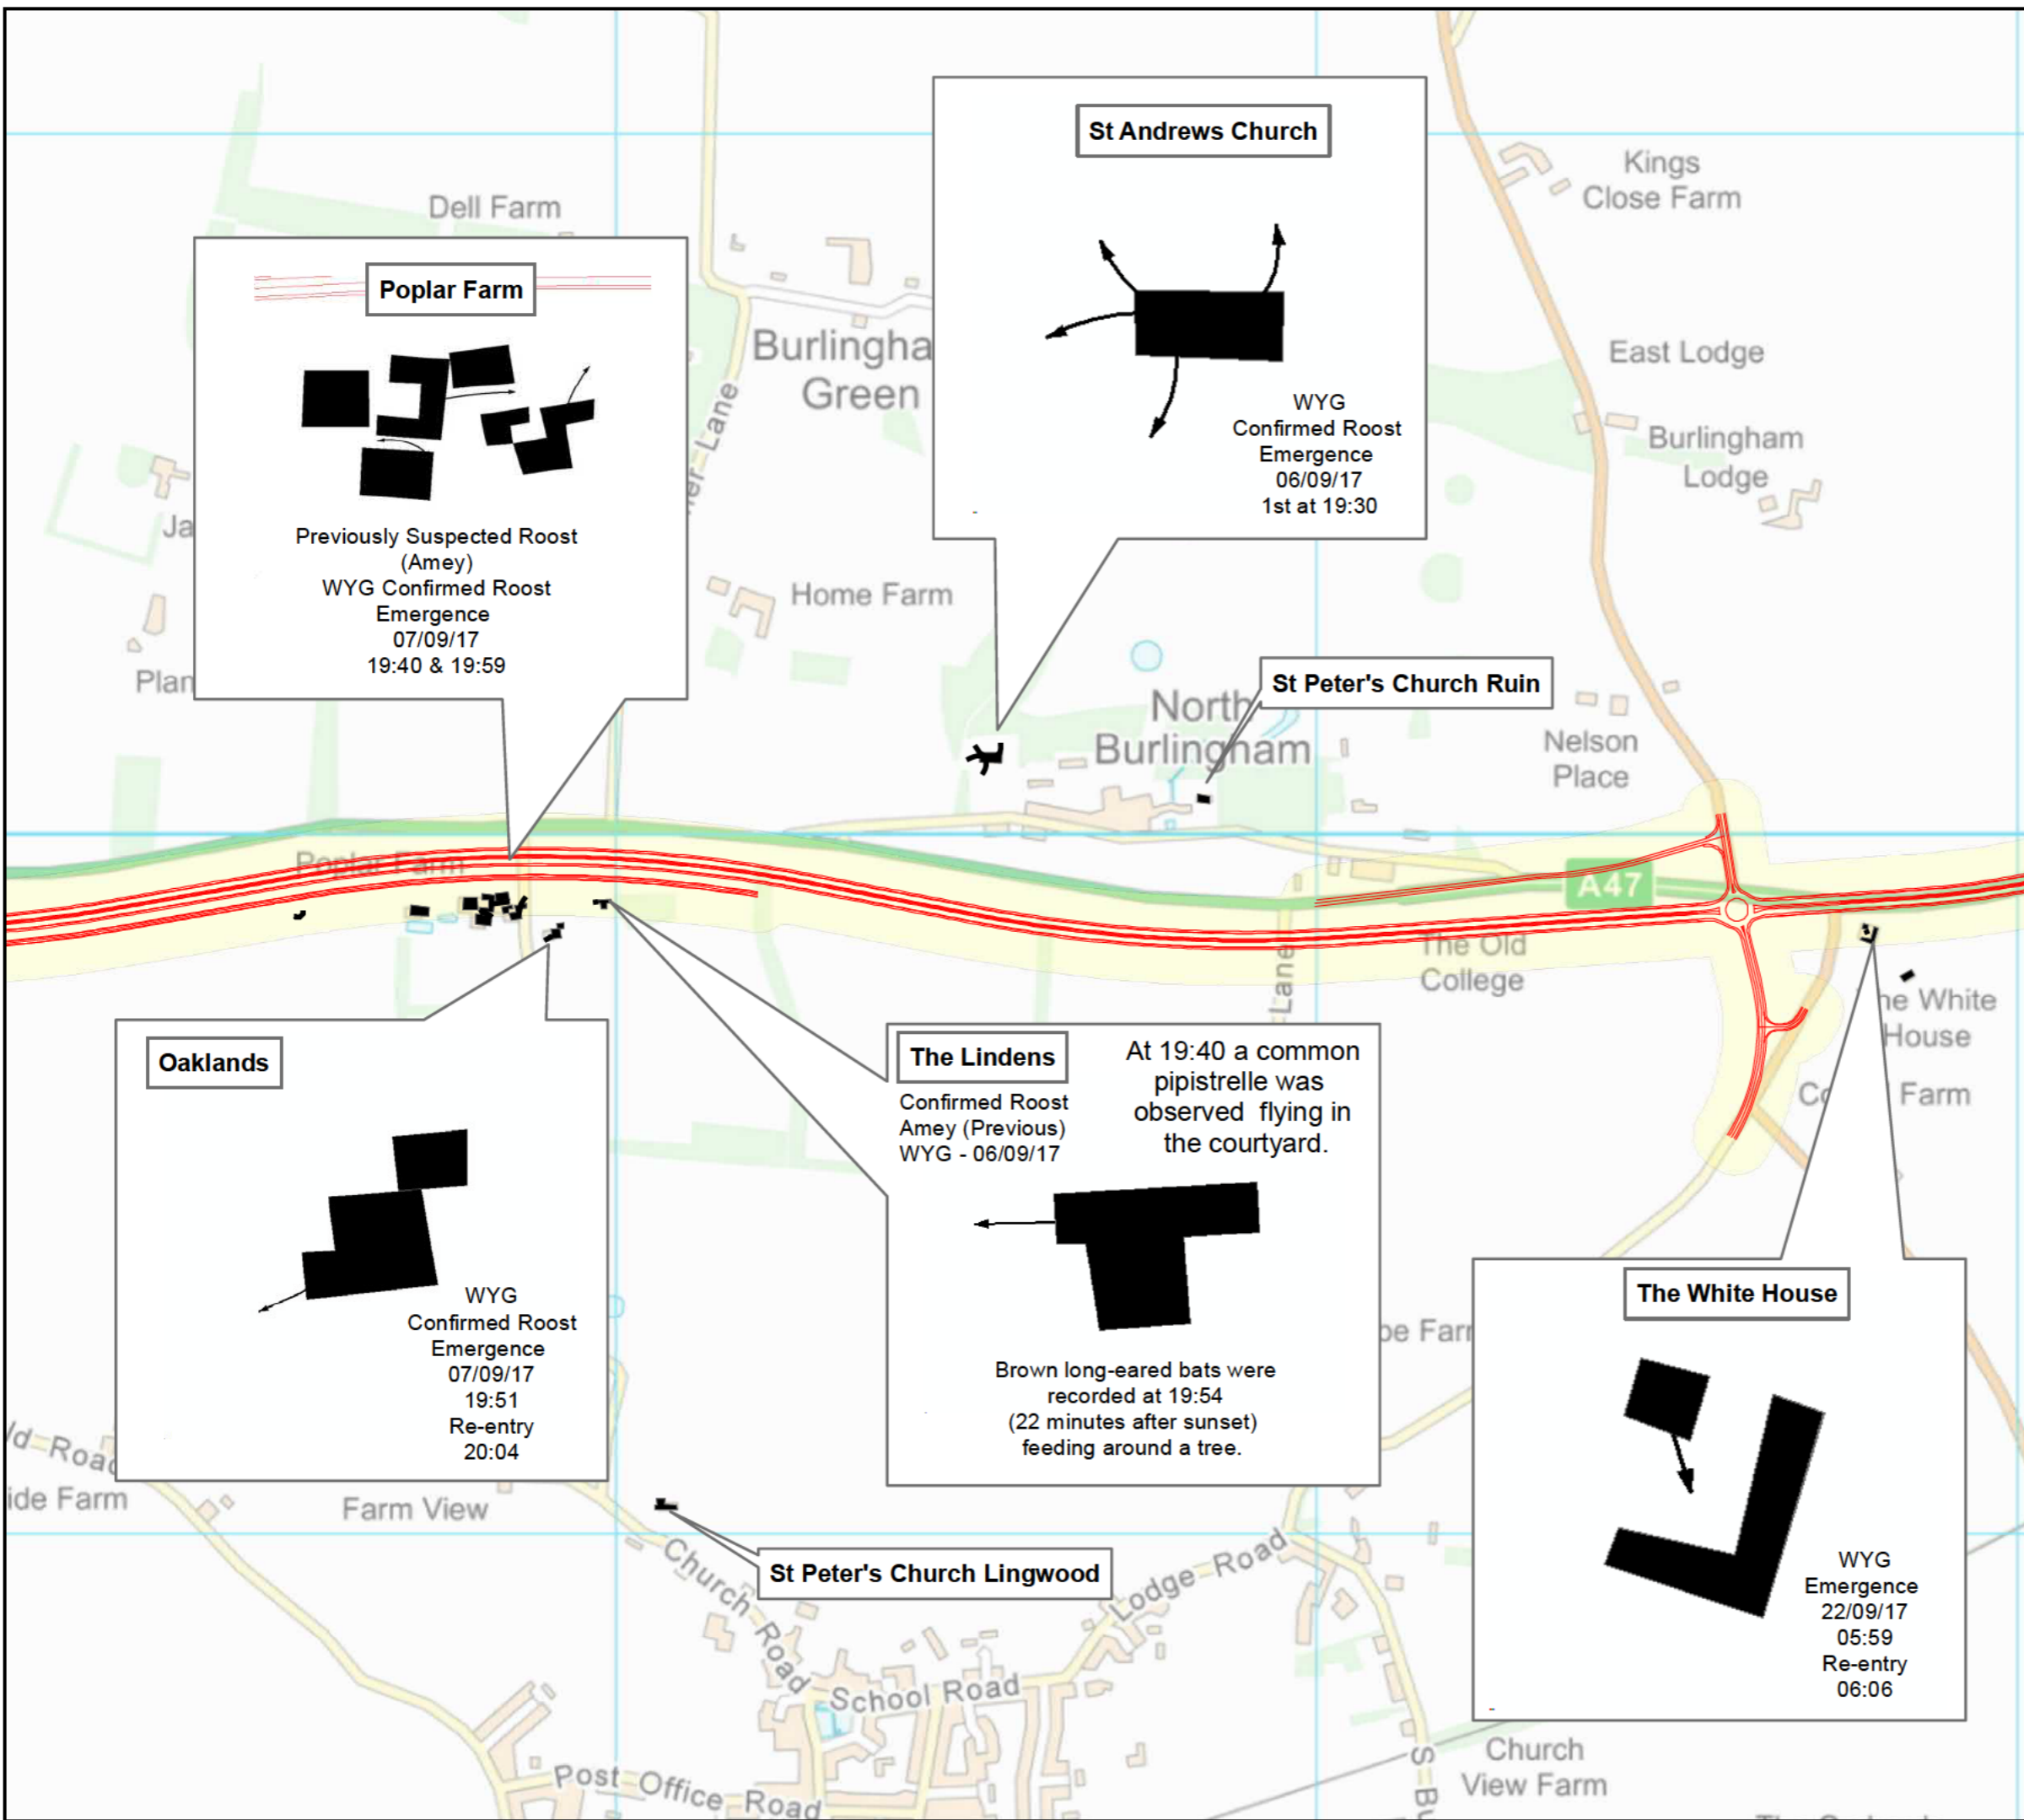 St Andrews Church
WYG
Confirmed Roost
Emergence
06/09/17
1st at 19:30
Kings
Close Farm
Dell Farm
Poplar Farm
Previously Suspected Roost
(Amey)
WYG Confirmed Roost
Emergence
07/09/17
19:40 & 19:59
Green
East Lodge
Burlingham
Lodge
Home Farm
St Peter's Church Ruin
North
Burlingham
Nelson
Place
Poplar Farm
A47
The Old
College
Lane
Lane
White
House
Farm
Oaklands
WYG
Confirmed Roost
Emergence
07/09/17
19:51
Re-entry
20:04
The Lindens
Confirmed Roost
Amey (Previous)
WYG - 06/09/17
At 19:40 a common
pipistrelle was
observed flying in
the courtyard.
Brown long-eared bats were
recorded at 19:54
(22 minutes after sunset)
feeding around a tree.
The White House
WYG
Emergence
22/09/17
05:59
Re-entry
06:06
Farm View
Farm
St Peter's Church Lingwood
Church Road
Lodge Road
School Road
Post Office Road
Church
View Farm